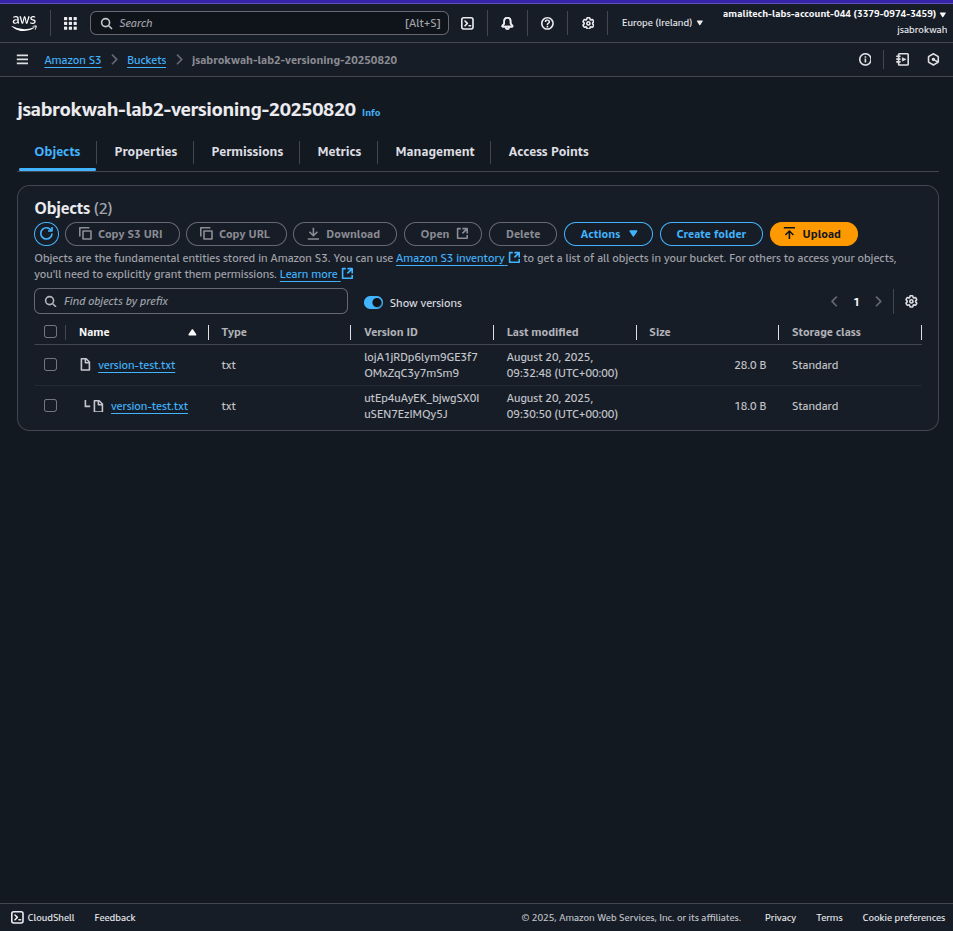 aws
Search [Alt+S] Europe (Ireland) amalitech-labs-account-044 (3379-0974-3459)
jsabrokwah
Amazon S3 Buckets jsabrokwah-lab2-versioning-20250820
jsabrokwah-lab2-versioning-20250820 Info
Objects Properties Permissions Metrics Management Access Points
Objects (2)
Copy S3 URI Copy URL Download Open Delete Actions Create folder Upload
Objects are the fundamental entities stored in Amazon S3. You can use Amazon S3 inventory to get a list of all objects in your bucket. For others to access your objects,
you'll need to explicitly grant them permissions. Learn more
Find objects by prefix Show versions 1
Name Type Version ID Last modified Size Storage class
version-test.txt txt lojA1jRDp6lym9GE3f7 August 20, 2025, 28.0 B Standard
OMxZqC3y7mSm9 09:32:48 (UTC+00:00)
version-test.txt txt utEp4uAyEK_bJwgSX0I August 20, 2025, 18.0 B Standard
uSEN7EzIMQy5J 09:30:50 (UTC+00:00)
CloudShell Feedback © 2025, Amazon Web Services, Inc. or its affiliates. Privacy Terms Cookie preferences